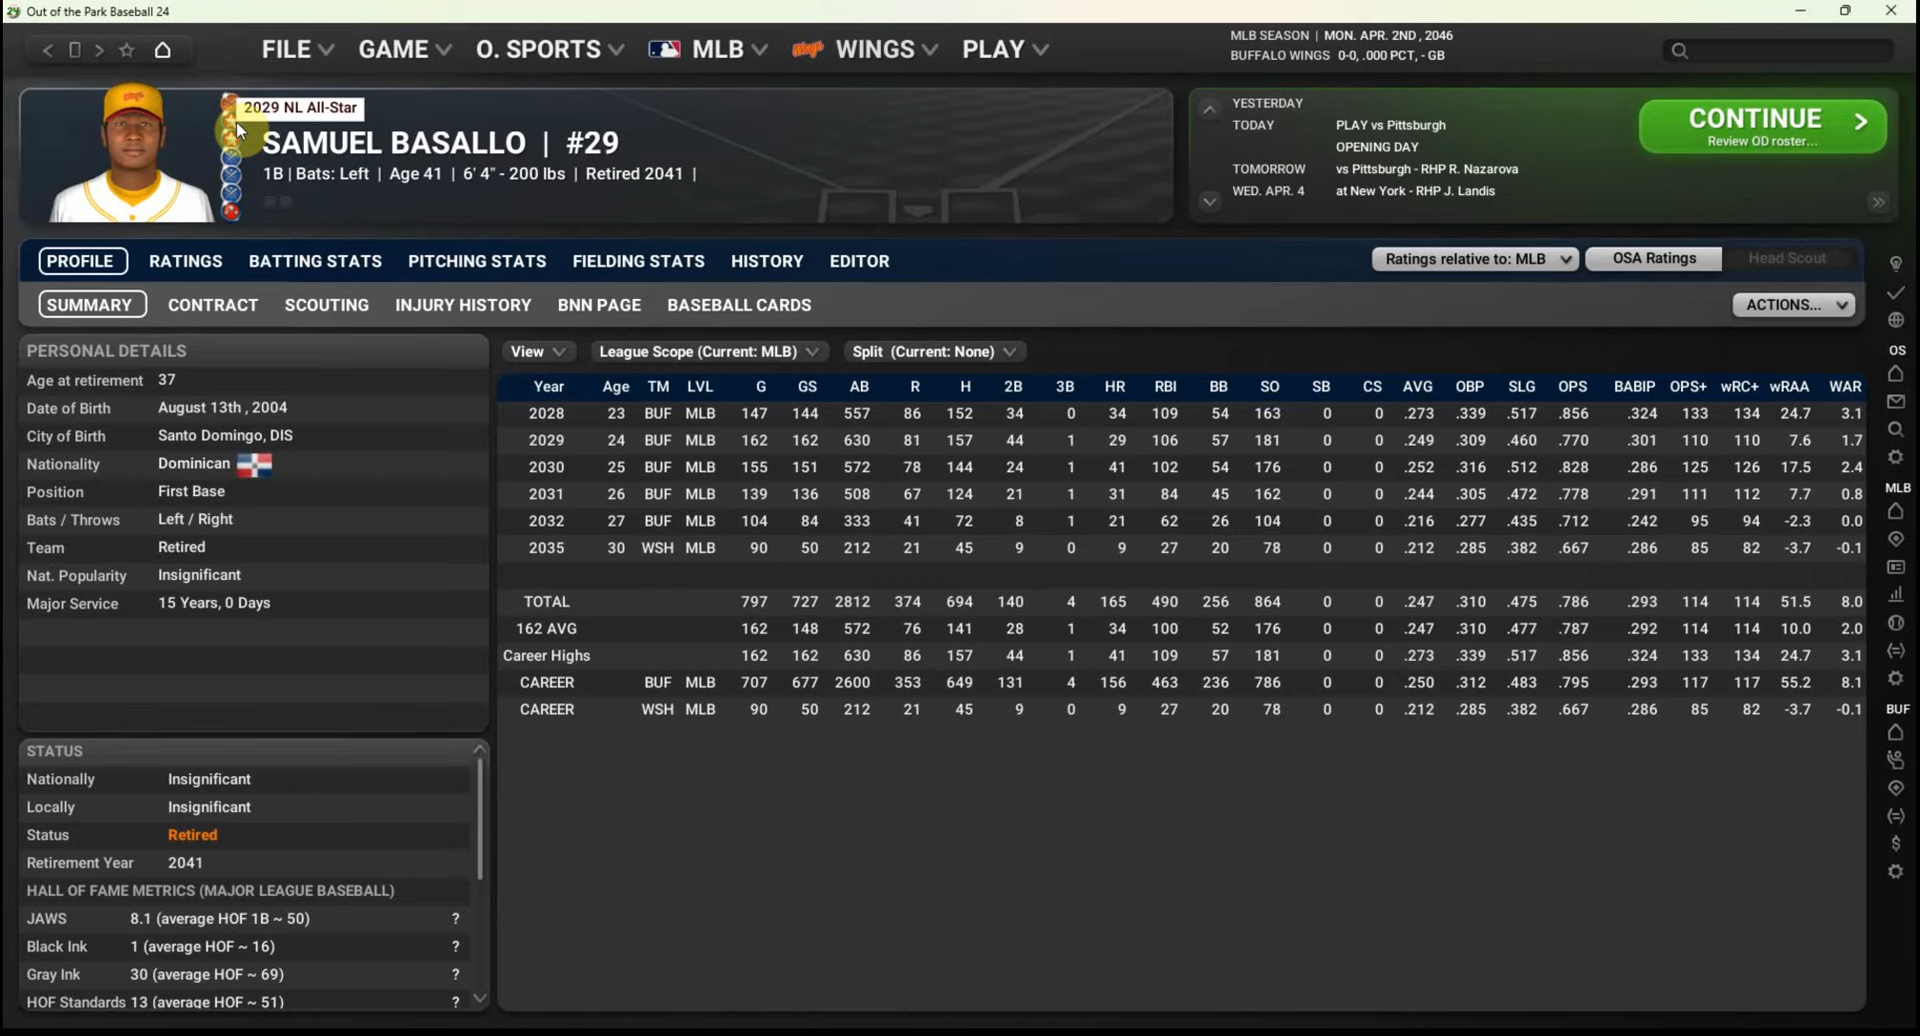 Out of the Park Baseball 24
FILE GAME O. SPORTS MLB WINGS PLAY
MLB SEASON | MON. APR. 2ND , 2046
BUFFALO WINGS 0-0, .000 PCT, - GB
2029 NL All-Star
SAMUEL BASALLO | #29
1B | Bats: Left | Age 41 | 6' 4" - 200 lbs | Retired 2041 |
YESTERDAY
TODAY PLAY vs Pittsburgh
OPENING DAY
TOMORROW vs Pittsburgh - RHP R. Nazarova
WED. APR. 4 at New York - RHP J. Landis
CONTINUE
Review OD roster...
PROFILE RATINGS BATTING STATS PITCHING STATS FIELDING STATS HISTORY EDITOR
Ratings relative to: MLB OSA Ratings Head Scout
SUMMARY CONTRACT SCOUTING INJURY HISTORY BNN PAGE BASEBALL CARDS
ACTIONS...
PERSONAL DETAILS
Age at retirement 37
Date of Birth August 13th , 2004
City of Birth Santo Domingo, DIS
Nationality Dominican
Position First Base
Bats / Throws Left / Right
Team Retired
Nat. Popularity Insignificant
Major Service 15 Years, 0 Days
STATUS
Nationally Insignificant
Locally Insignificant
Status Retired
Retirement Year 2041
HALL OF FAME METRICS (MAJOR LEAGUE BASEBALL)
JAWS 8.1 (average HOF 1B ~ 50) ?
Black Ink 1 (average HOF ~ 16) ?
Gray Ink 30 (average HOF ~ 69) ?
HOF Standards 13 (average HOF ~ 51) ?
View League Scope (Current: MLB) Split (Current: None)
Year Age TM LVL G GS AB R H 2B 3B HR RBI BB SO SB CS AVG OBP SLG OPS BABIP OPS+ wRC+ wRAA WAR
2028 23 BUF MLB 147 144 557 86 152 34 0 34 109 54 163 0 0 .273 .339 .517 .856 .324 133 134 24.7 3.1
2029 24 BUF MLB 162 162 630 81 157 44 1 29 106 57 181 0 0 .249 .309 .460 .770 .301 110 110 7.6 1.7
2030 25 BUF MLB 155 151 572 78 144 24 1 41 102 54 176 0 0 .252 .316 .512 .828 .286 125 126 17.5 2.4
2031 26 BUF MLB 139 136 508 67 124 21 1 31 84 45 162 0 0 .244 .305 .472 .778 .291 111 112 7.7 0.8
2032 27 BUF MLB 104 84 333 41 72 8 1 21 62 26 104 0 0 .216 .277 .435 .712 .242 95 94 -2.3 0.0
2035 30 WSH MLB 90 50 212 21 45 9 0 9 27 20 78 0 0 .212 .285 .382 .667 .286 85 82 -3.7 -0.1
TOTAL 797 727 2812 374 694 140 4 165 490 256 864 0 0 .247 .310 .475 .786 .293 114 114 51.5 8.0
162 AVG 162 148 572 76 141 28 1 34 100 52 176 0 0 .247 .310 .477 .787 .292 114 114 10.0 2.0
Career Highs 162 162 630 86 157 44 1 41 109 57 181 0 0 .273 .339 .517 .856 .324 133 134 24.7 3.1
CAREER BUF MLB 707 677 2600 353 649 131 4 156 463 236 786 0 0 .250 .312 .483 .795 .293 117 117 55.2 8.1
CAREER WSH MLB 90 50 212 21 45 9 0 9 27 20 78 0 0 .212 .285 .382 .667 .286 85 82 -3.7 -0.1
OS
MLB
BUF